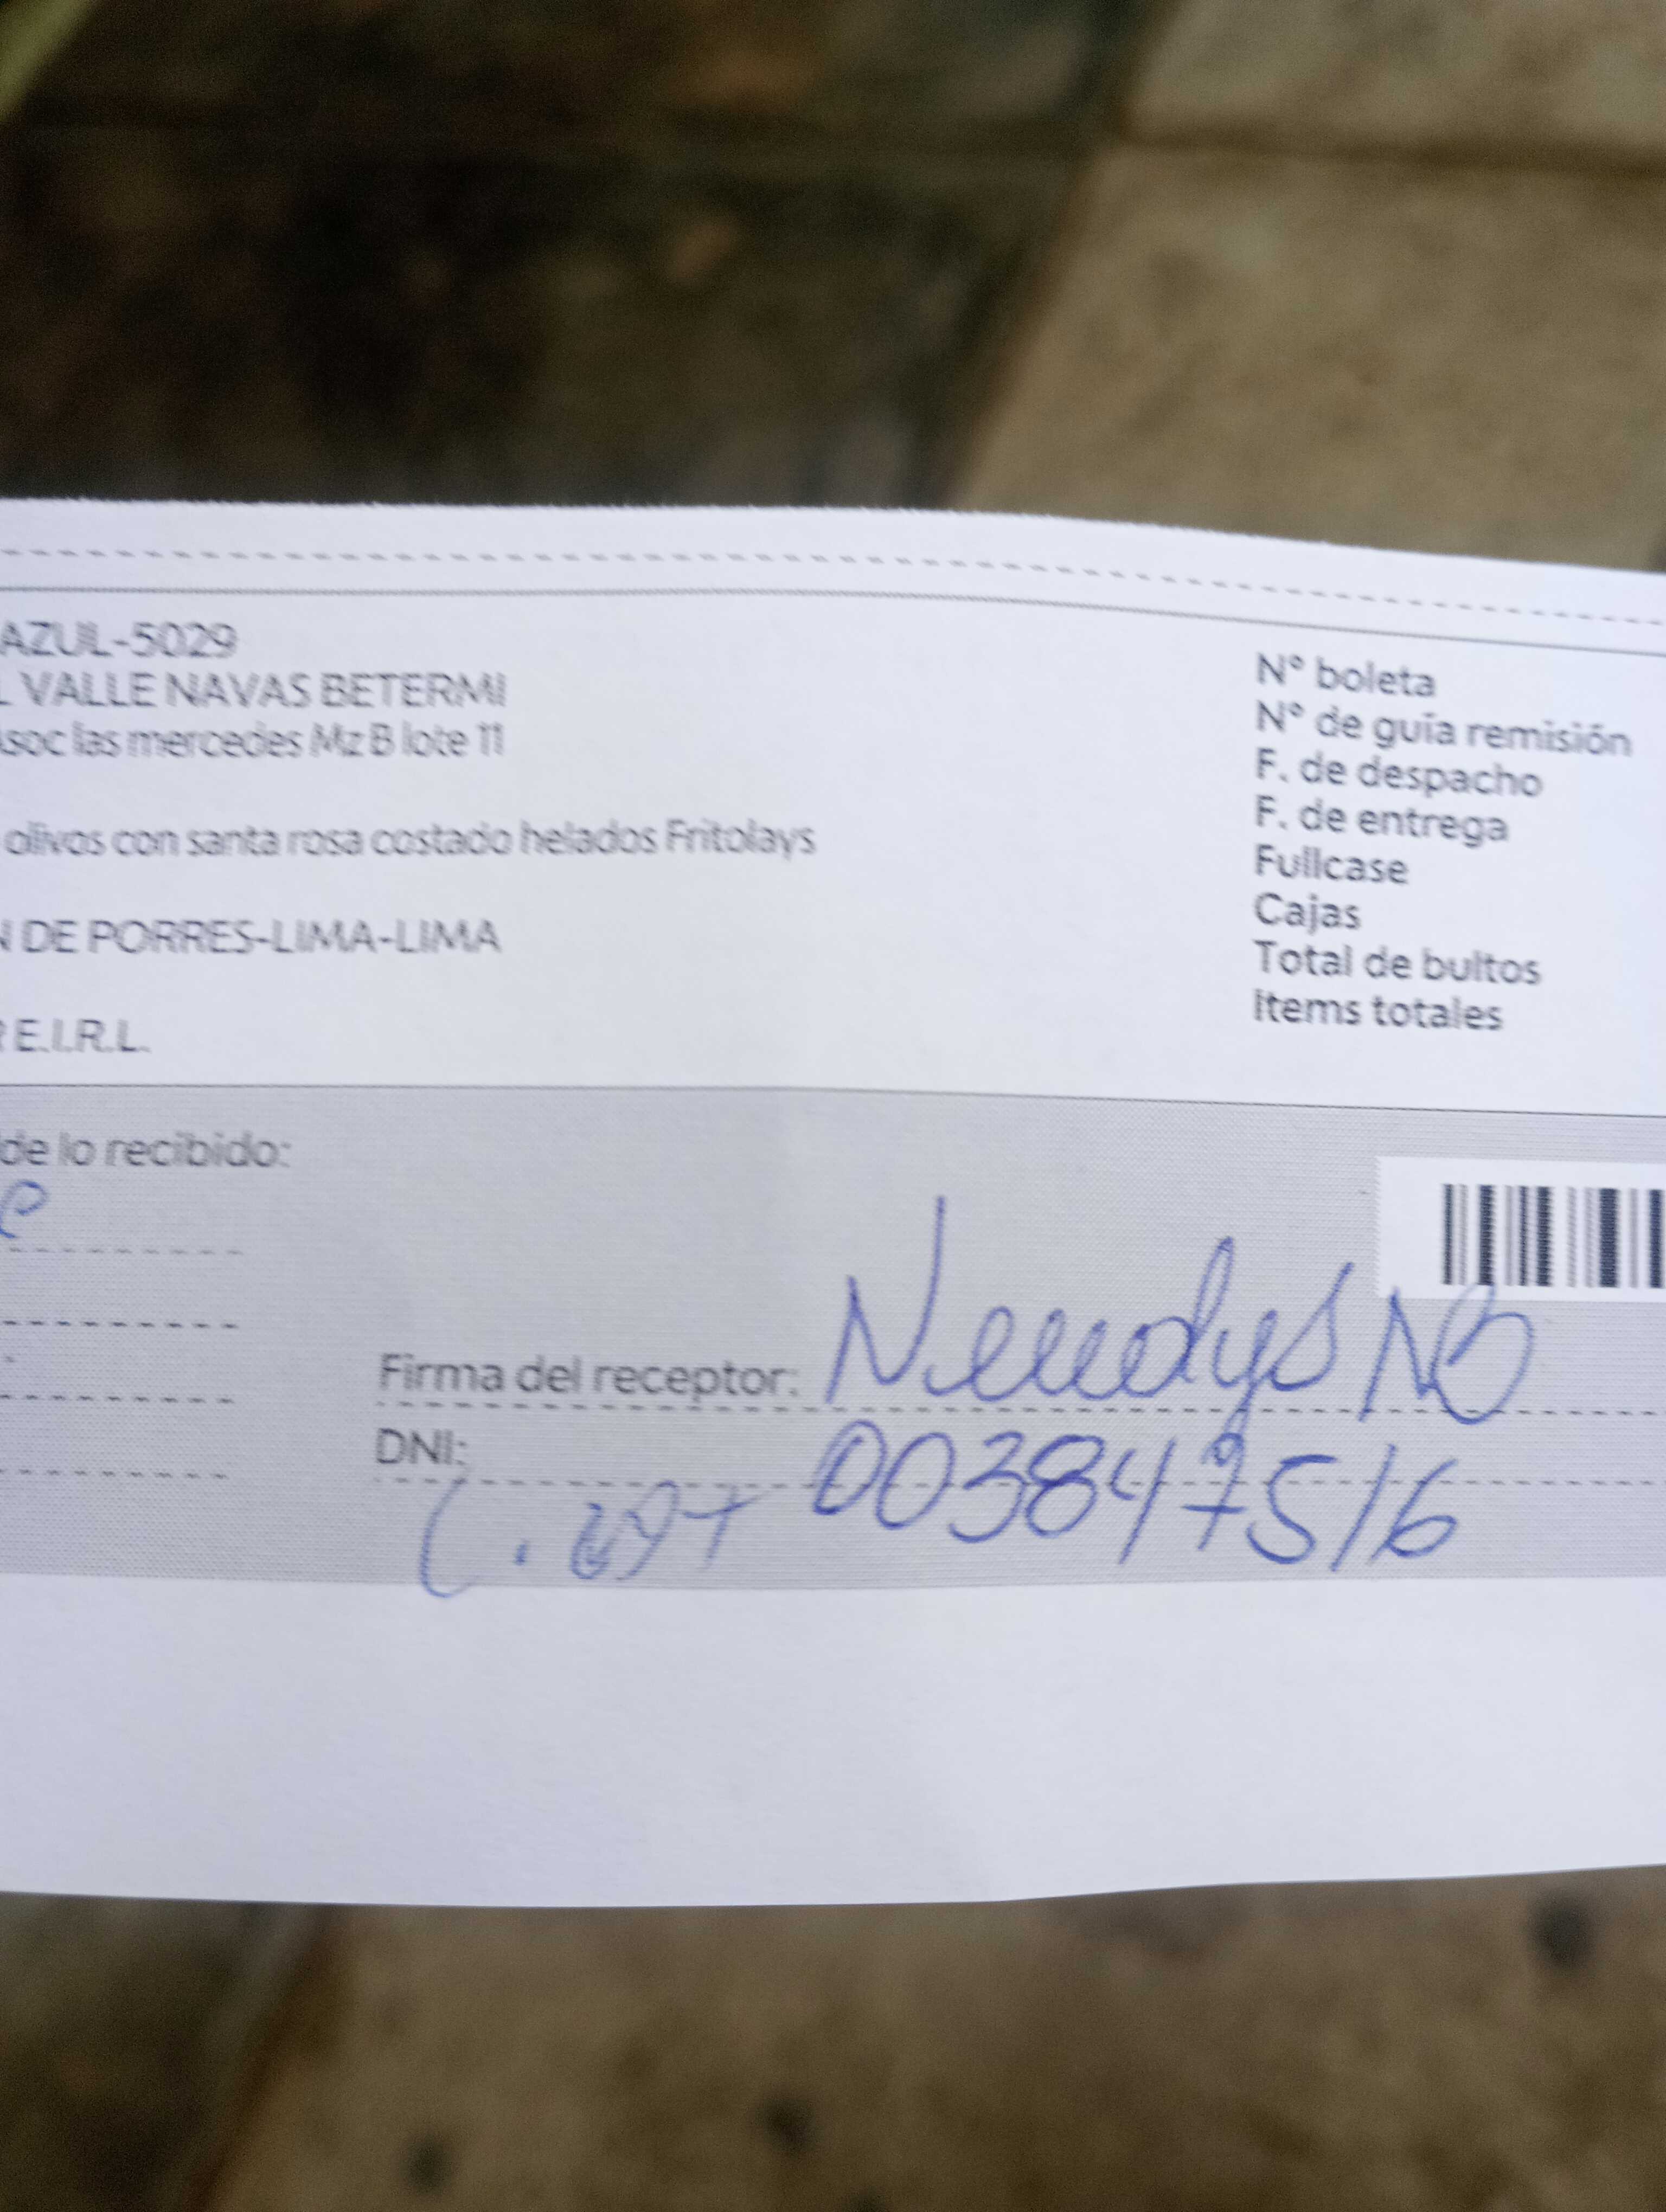 AZUL-5029
L VALLE NAVAS BETERMI
Asoc las mercedes Mz B lote 11
olivos con santa rosa costado helados Fritolays
N DE PORRES-LIMA-LIMA
R E.I.R.L.
N° boleta
N° de guía remisión
F. de despacho
F. de entrega
Fullcase
Cajas
Total de bultos
Items totales
de lo recibido:
Firma del receptor:
DNI: 003847516
C. ext